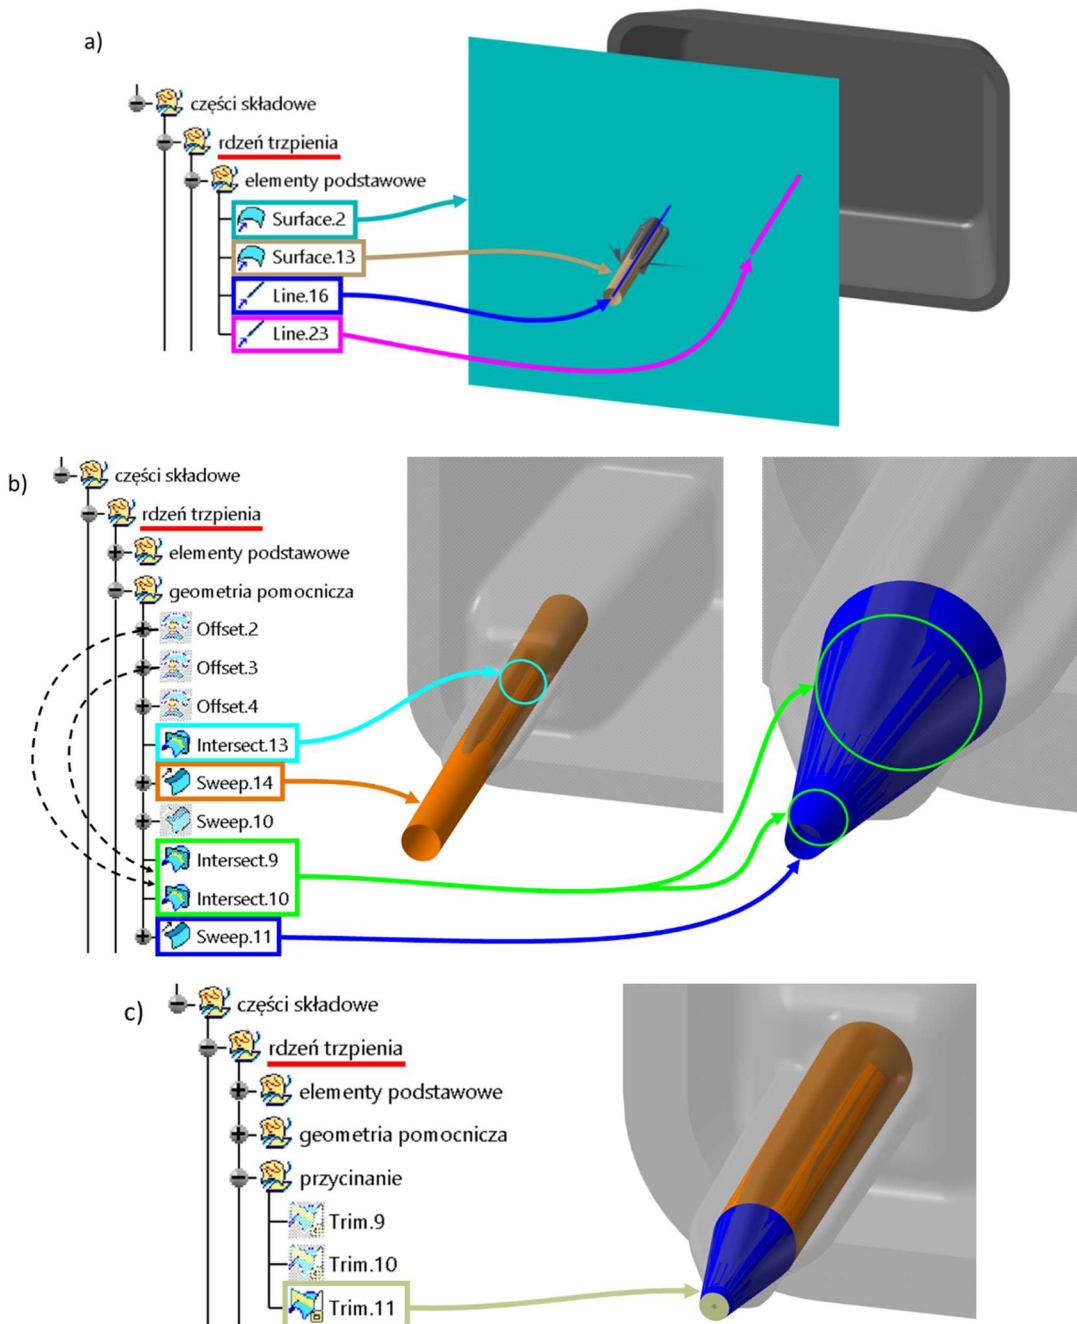 a)
części składowe
rdzeń trzpienia
elementy podstawowe
Surface.2
Surface.13
Line.16
Line.23
b)
części składowe
rdzeń trzpienia
elementy podstawowe
geometria pomocnicza
Offset.2
Offset.3
Offset.4
Intersect.13
Sweep.14
Sweep.10
Intersect.9
Intersect.10
Sweep.11
c)
części składowe
rdzeń trzpienia
elementy podstawowe
geometria pomocnicza
przycinanie
Trim.9
Trim.10
Trim.11